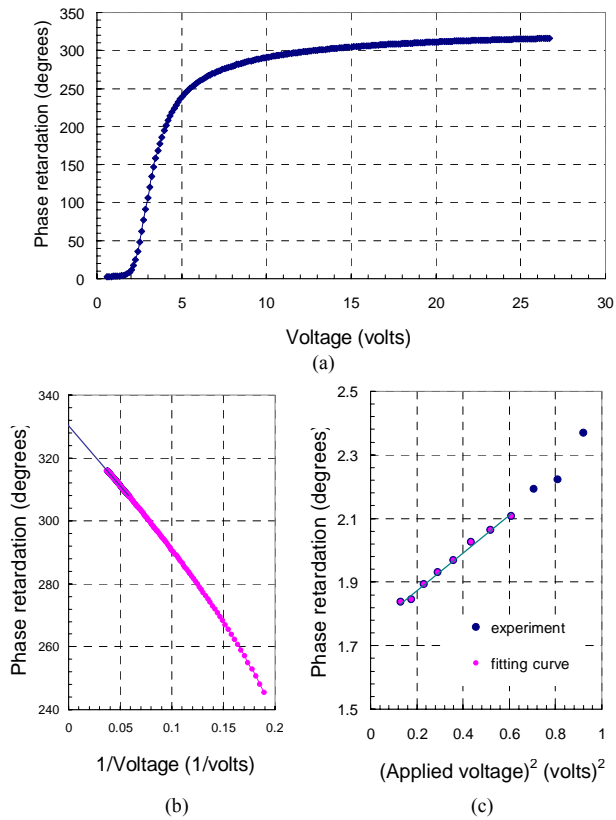 350
300
250
200
150
100
50
0
Phase retardation (degrees)
0 5 10 15 20 25 30
Voltage (volts)
(a)
340
320
300
280
260
240
Phase retardation (degrees)
0 0.05 0.1 0.15 0.2
1/Voltage (1/volts)
(b)
2.5
2.3
2.1
1.9
1.7
1.5
Phase retardation (degrees)
experiment
fitting curve
0 0.2 0.4 0.6 0.8 1
(Applied voltage)² (volts)²
(c)